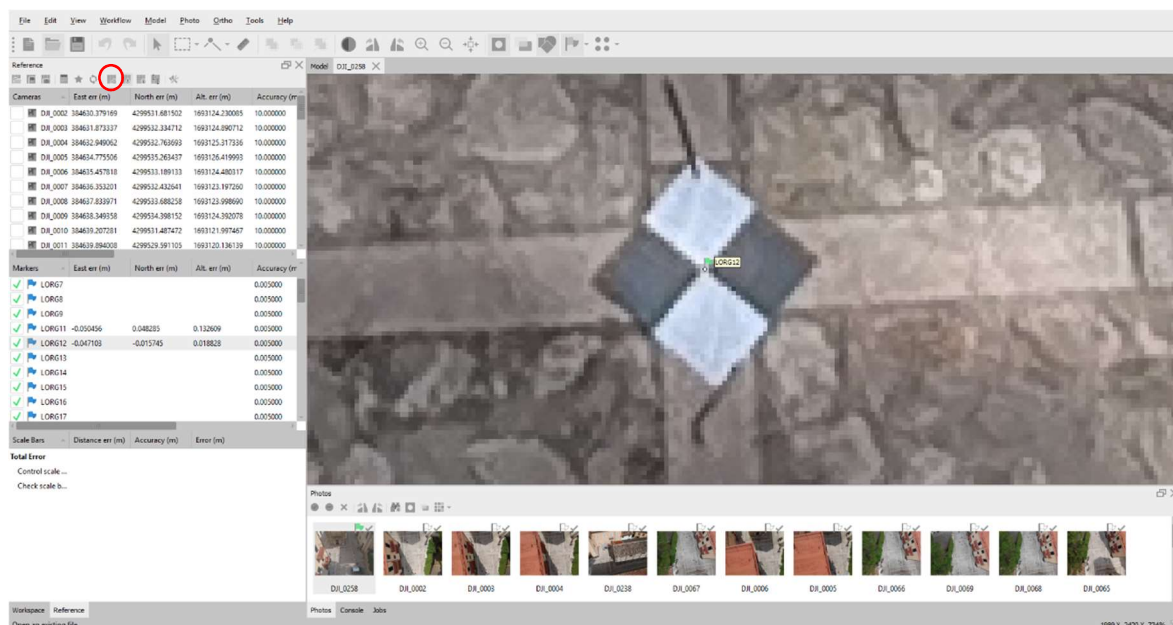 File Edit View Workflow Model Photo Ortho Tools Help
Reference
Model DJI_0258
Cameras East err (m) North err (m) Alt. err (m) Accuracy (m
DJI_0002 384630.379169 4299531.681502 1693124.230085 10.000000
DJI_0003 384631.873337 4299532.334712 1693124.890712 10.000000
DJI_0004 384632.949062 4299532.763693 1693125.317336 10.000000
DJI_0005 384634.775506 4299535.263437 1693126.419993 10.000000
DJI_0006 384635.457818 4299533.189133 1693124.480317 10.000000
DJI_0007 384636.353201 4299532.432641 1693123.197260 10.000000
DJI_0008 384637.833971 4299533.688258 1693123.998690 10.000000
DJI_0009 384638.349358 4299534.398152 1693124.392078 10.000000
DJI_0010 384639.207281 4299531.487472 1693121.997467 10.000000
DJI_0011 384639.894008 4299529.591105 1693120.136139 10.000000
Markers East err (m) North err (m) Alt. err (m) Accuracy (m
LORG7 0.005000
LORG8 0.005000
LORG9 0.005000
LORG11 -0.050456 0.048285 0.132609 0.005000
LORG12 -0.047103 -0.015745 0.018828 0.005000
LORG13 0.005000
LORG14 0.005000
LORG15 0.005000
LORG16 0.005000
LORG17 0.005000
Scale Bars Distance err (m) Accuracy (m) Error (m)
Total Error
Control scale ...
Check scale b...
LORG12
Photos
DJI_0258 DJI_0002 DJI_0003 DJI_0004 DJI_0238 DJI_0067 DJI_0006 DJI_0005 DJI_0066 DJI_0069 DJI_0068 DJI_0065
Workspace Reference
Photos Console Jobs
Open an existing file